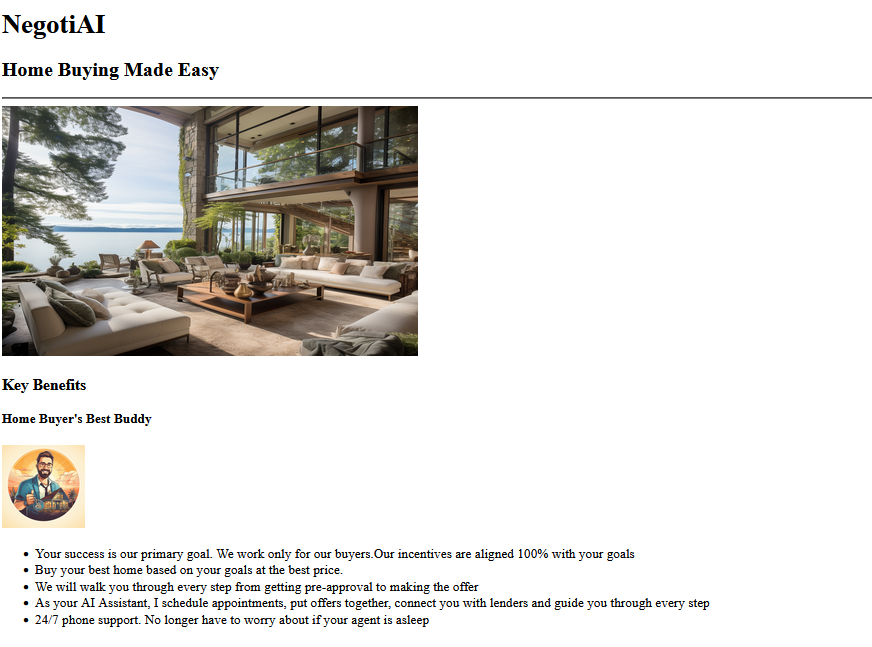 NegotiAI
Home Buying Made Easy
Key Benefits
Home Buyer's Best Buddy
• Your success is our primary goal. We work only for our buyers.Our incentives are aligned 100% with your goals
• Buy your best home based on your goals at the best price.
• We will walk you through every step from getting pre-approval to making the offer
• As your AI Assistant, I schedule appointments, put offers together, connect you with lenders and guide you through every step
• 24/7 phone support. No longer have to worry about if your agent is asleep